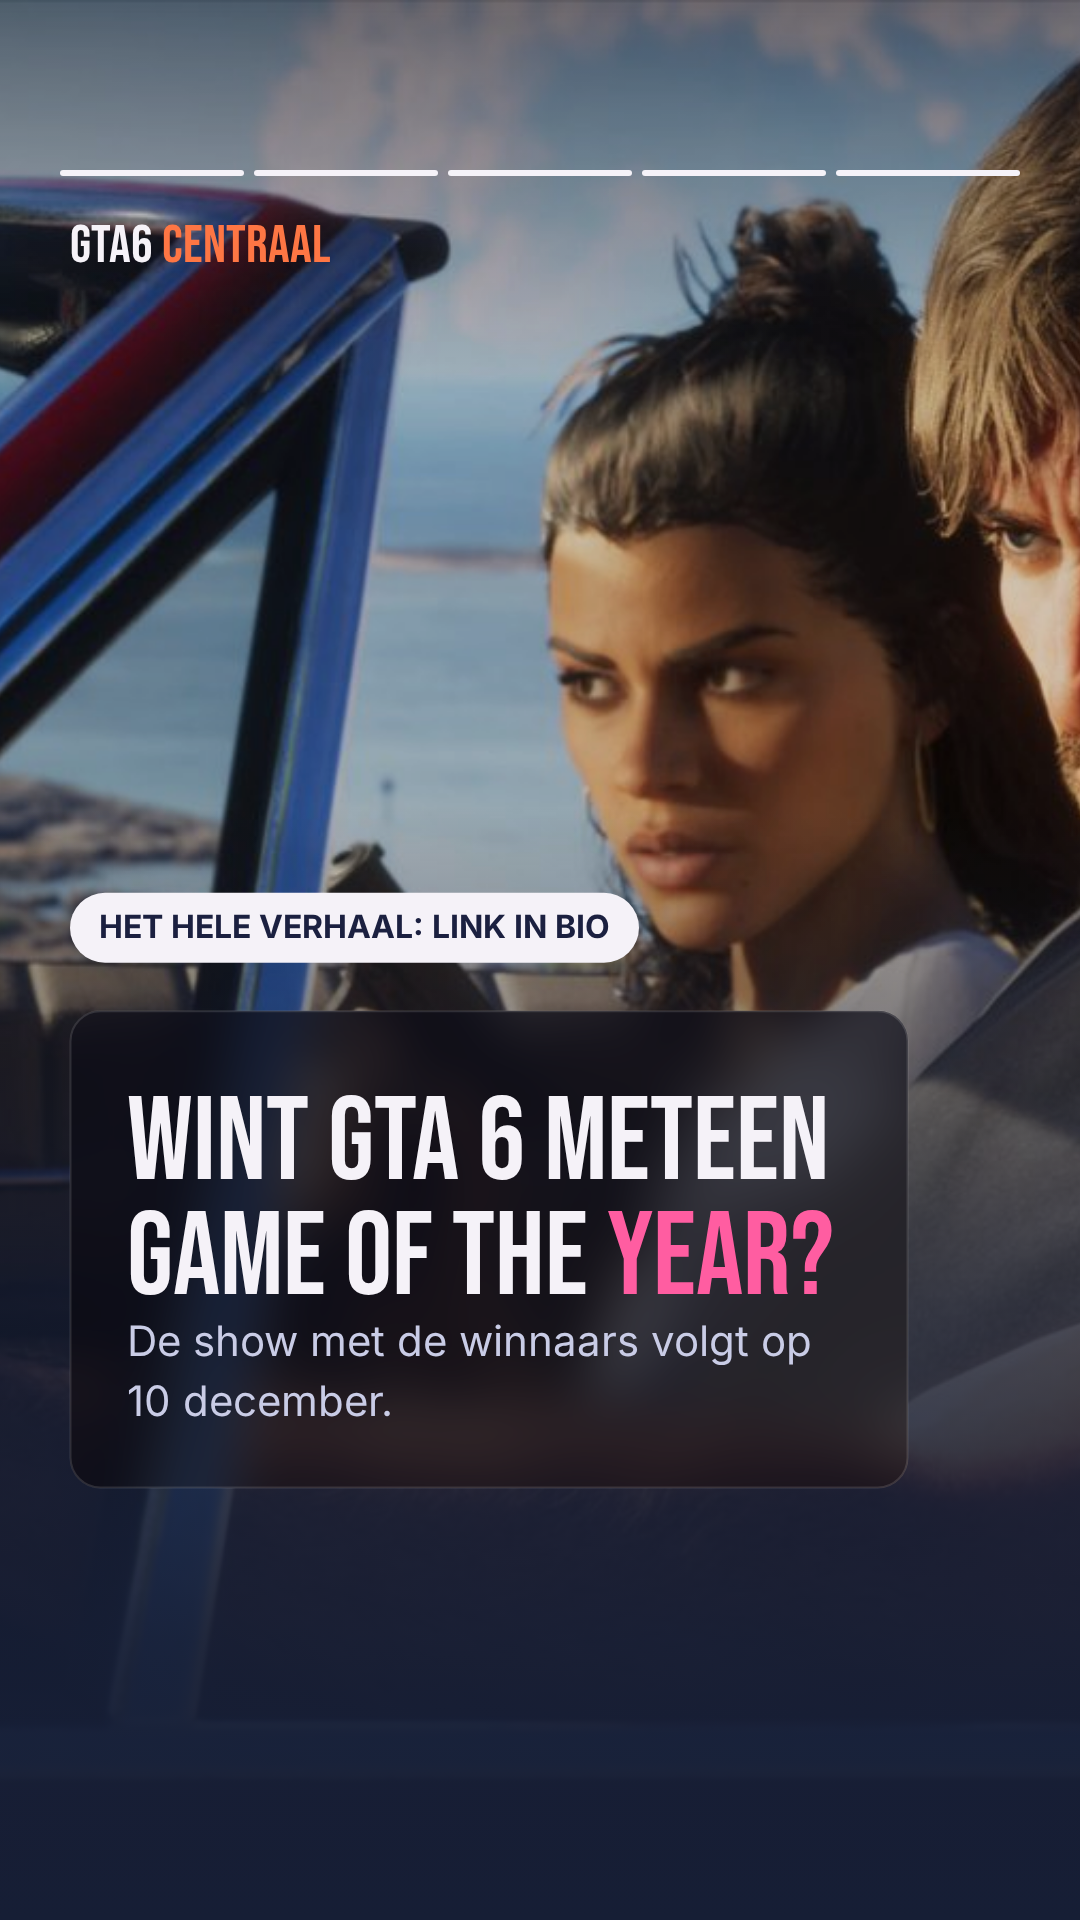 GTA6 CENTRAAL
HET HELE VERHAAL: LINK IN BIO
WINT GTA 6 METEEN
GAME OF THE YEAR?
De show met de winnaars volgt op
10 december.